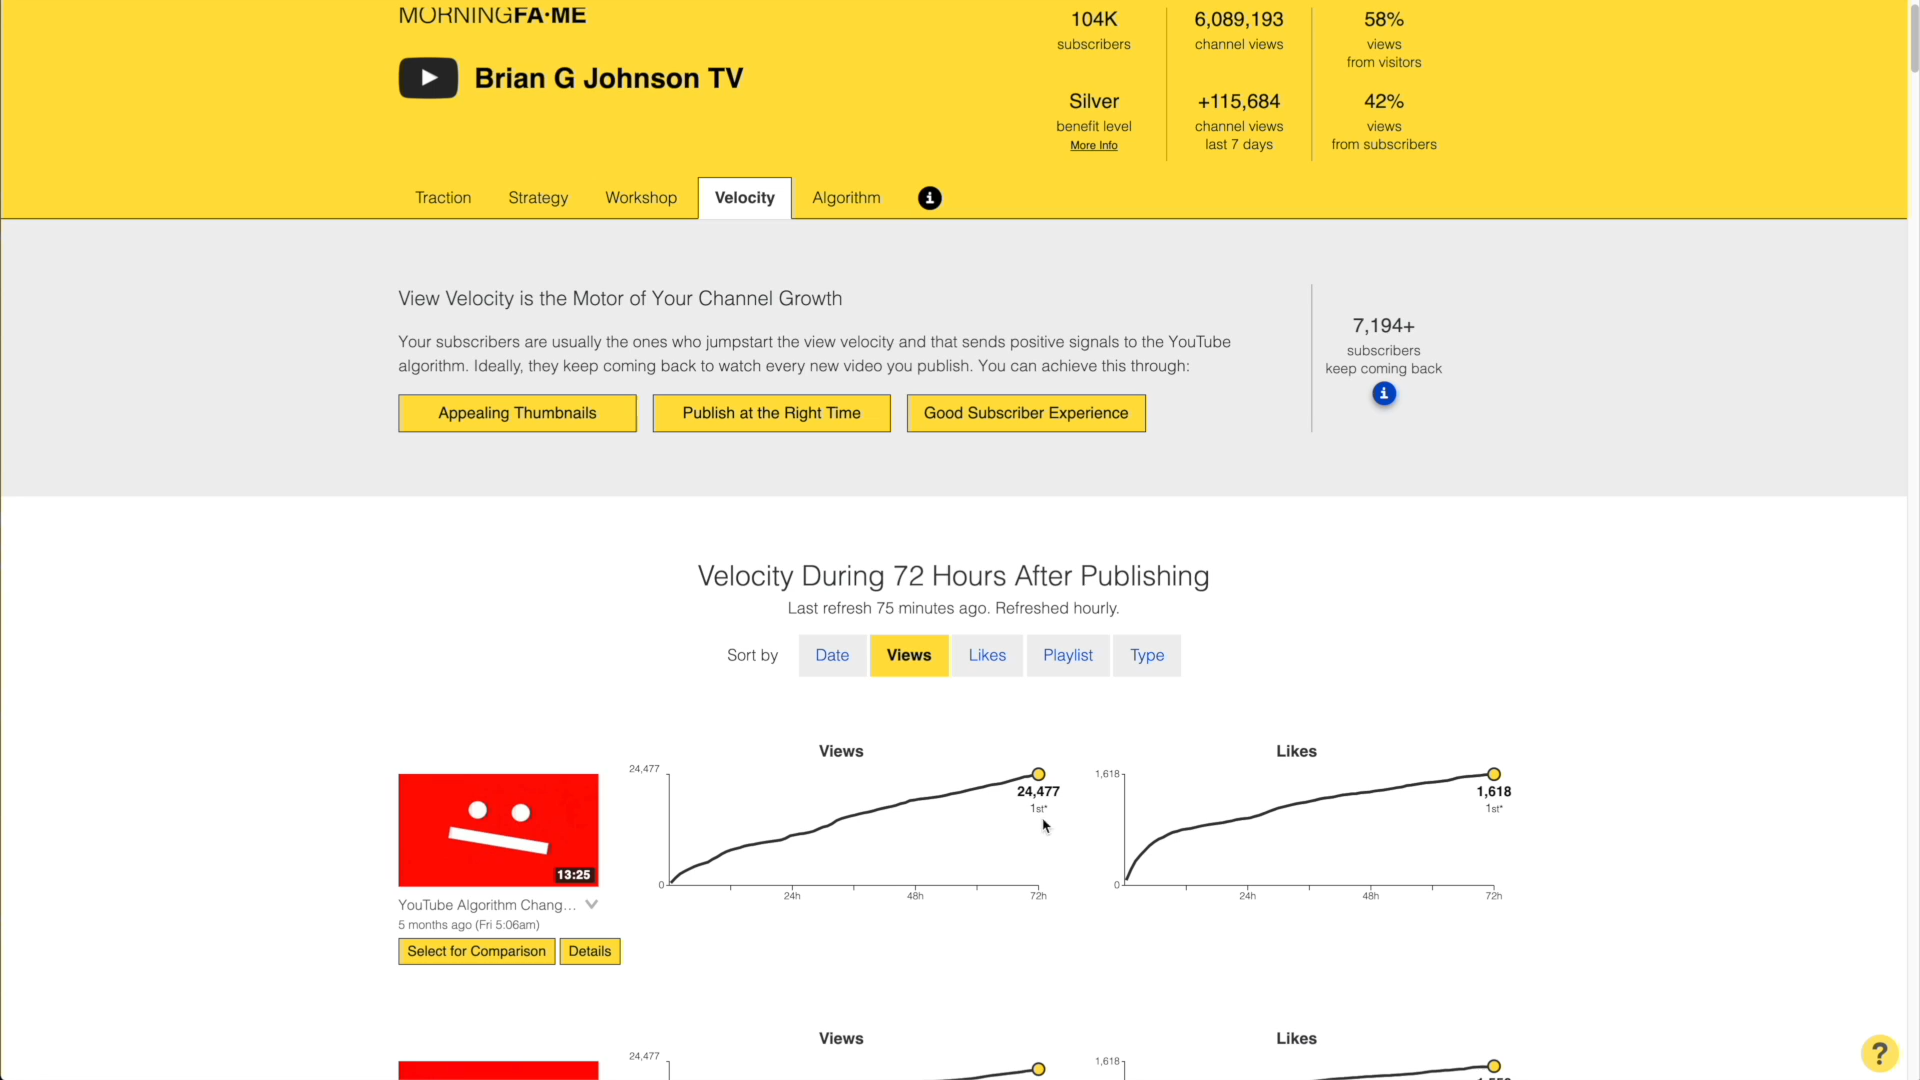 MORNINGFA·ME
Brian G Johnson TV
104K
subscribers
Silver
benefit level
More Info
6,089,193
channel views
+115,684
channel views
last 7 days
58%
views
from visitors
42%
views
from subscribers
Traction
Strategy
Workshop
Velocity
Algorithm
i
View Velocity is the Motor of Your Channel Growth
Your subscribers are usually the ones who jumpstart the view velocity and that sends positive signals to the YouTube
algorithm. Ideally, they keep coming back to watch every new video you publish. You can achieve this through:
Appealing Thumbnails
Publish at the Right Time
Good Subscriber Experience
7,194+
subscribers
keep coming back
i
Velocity During 72 Hours After Publishing
Last refresh 75 minutes ago. Refreshed hourly.
Sort by
Date
Views
Likes
Playlist
Type
13:25
YouTube Algorithm Chang...
5 months ago (Fri 5:06am)
Select for Comparison
Details
Views
24,477
0
24h
48h
72h
24,477
1st*
Likes
1,618
0
24h
48h
72h
1,618
1st*
Views
24,477
Likes
1,618
?